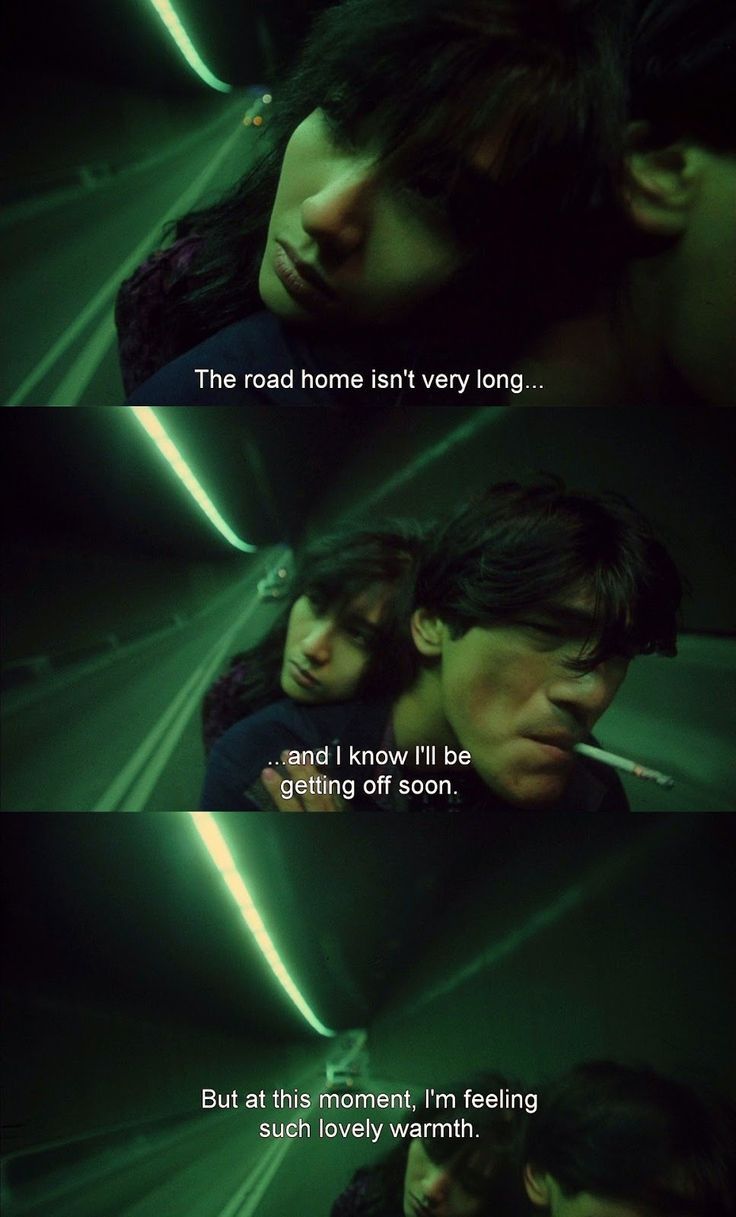 The road home isn't very long...
...and I know I'll be
getting off soon.
But at this moment, I'm feeling
such lovely warmth.